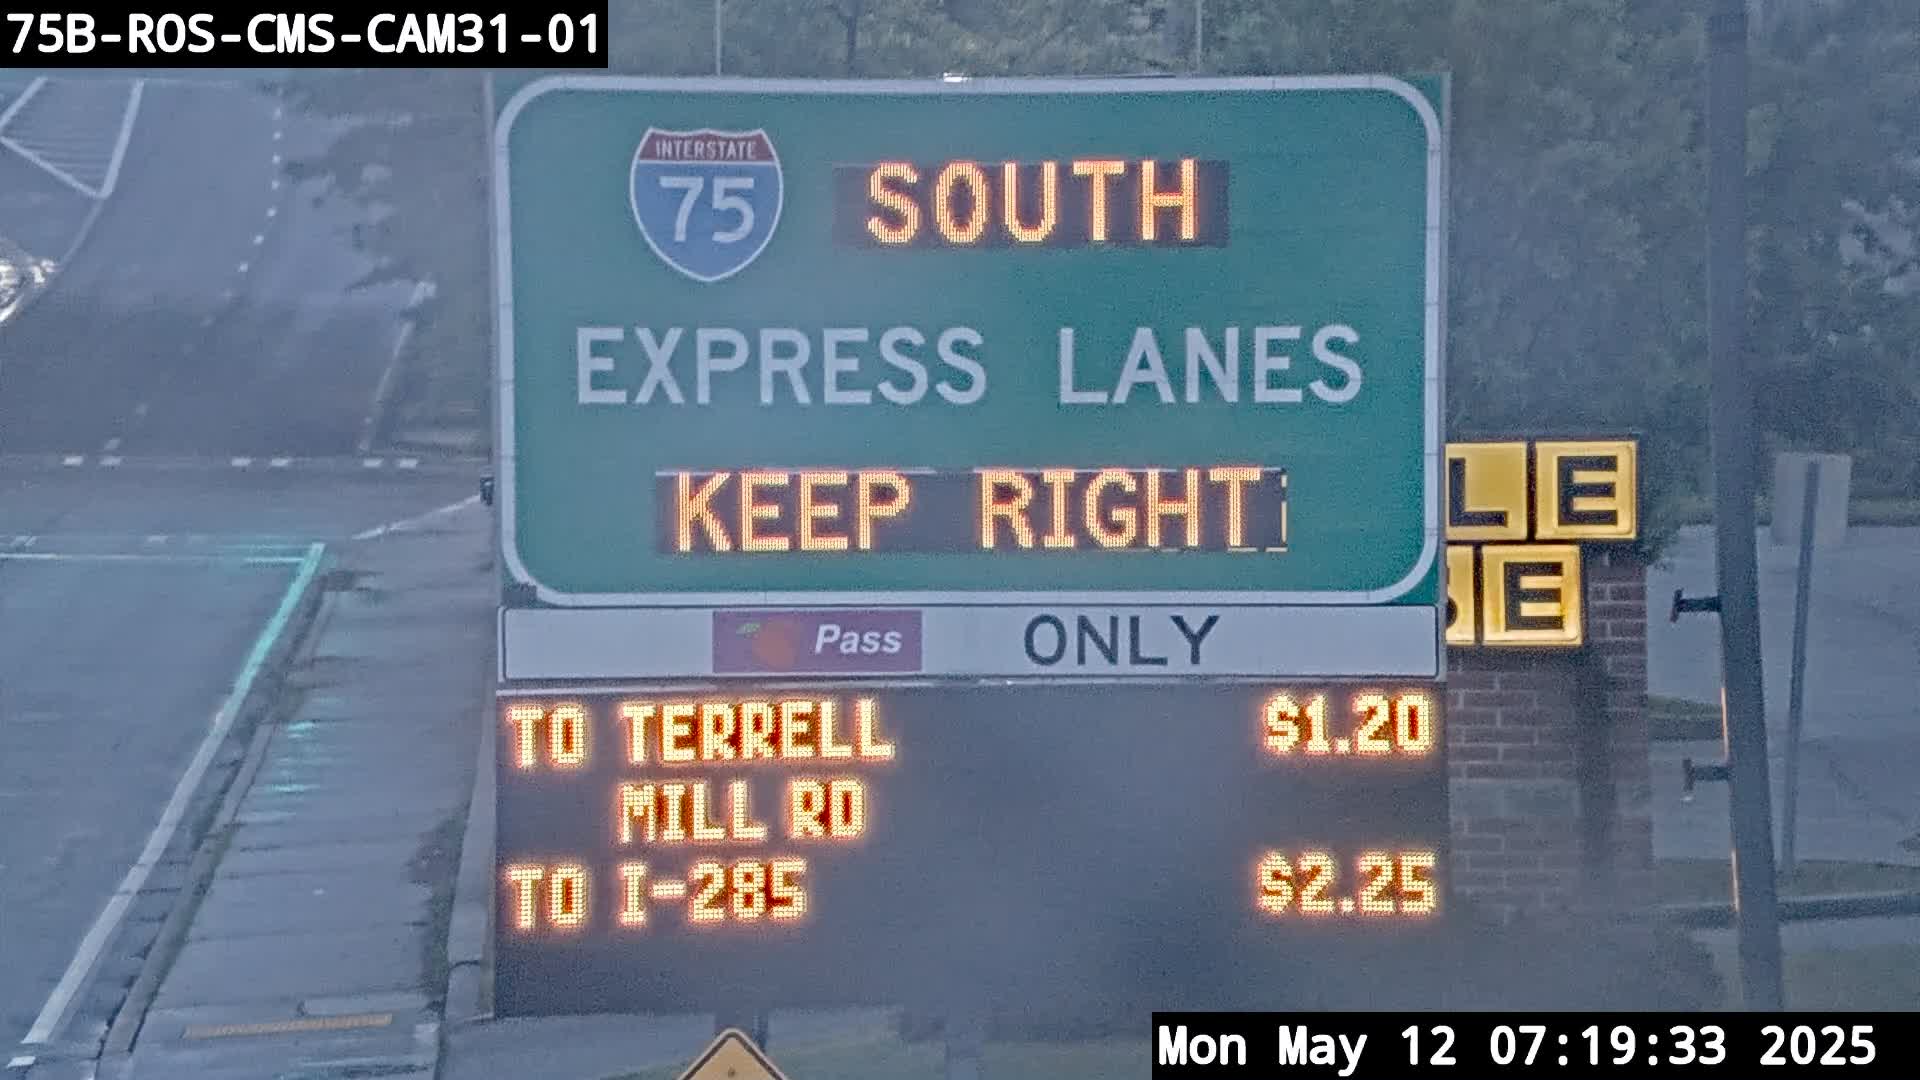 75B-ROS-CMS-CAM31-01
INTERSTATE
75
SOUTH
EXPRESS LANES
KEEP RIGHT
Pass ONLY
TO TERRELL $1.20
MILL RD
TO I-285 $2.25
LE
E
Mon May 12 07:19:33 2025